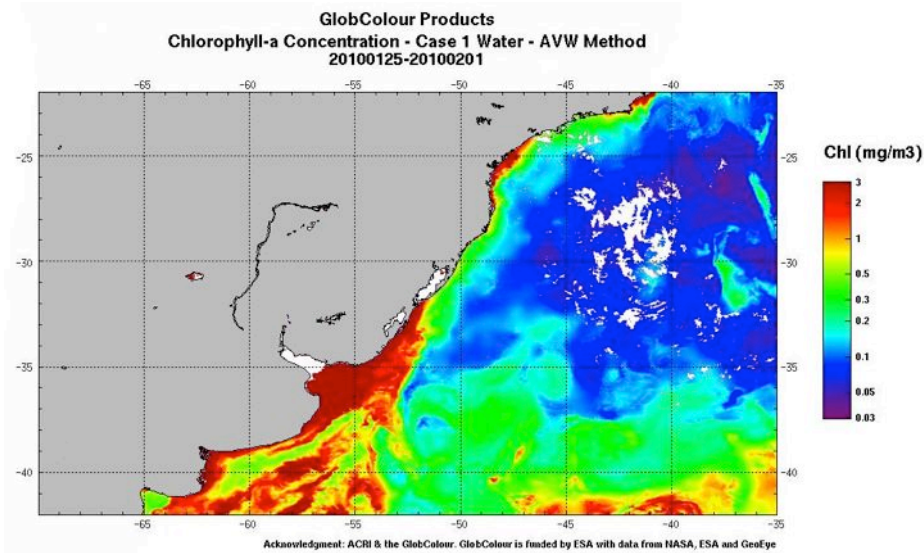 GlobColour Products
Chlorophyll-a Concentration - Case 1 Water - AVW Method
20100125-20100201
-65 -60 -55 -50 -45 -40 -35
-25 -25
-30 -30
-35 -35
-40 -40
-65 -60 -55 -50 -45 -40 -35
Chl (mg/m3)
3
2
1
0.5
0.3
0.2
0.1
0.05
0.03
Acknowledgment: ACRI & the GlobColour. GlobColour is funded by ESA with data from NASA, ESA and GeoEye